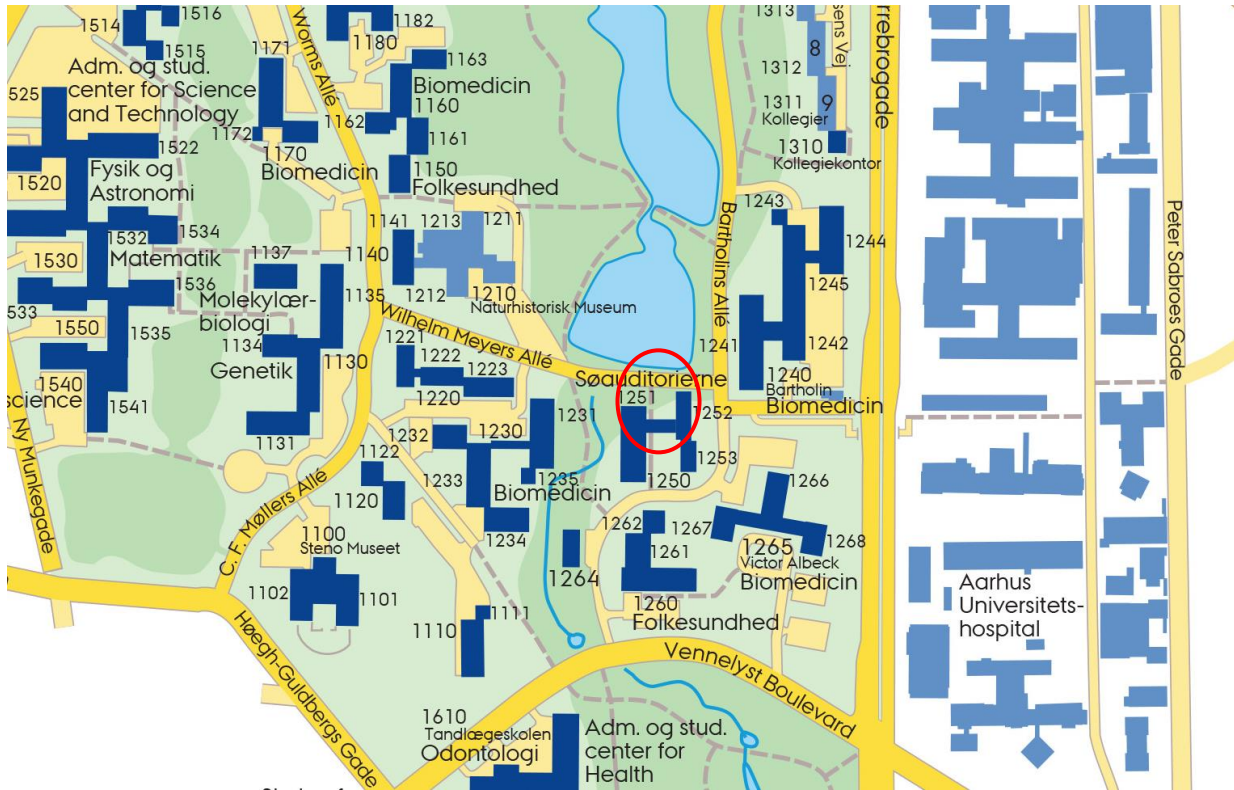 1514
1516
1515
Adm. og stud.
center for Science
and Technology
525
1522
1520
Fysik og
Astronomi
1532
1534
Matematik
1530
1536
533
1550
1535
1540
science
1541
Ny Munkegade
1171
1172
1170
Biomedicin
Worms Allé
1182
1180
1163
Biomedicin
1160
1162
1161
1150
Folkesundhed
1141
1213
1211
1140
1212
1210
Naturhistorisk Museum
1137
1135
Molekylær-
biologi
1134
Genetik
1130
1131
Wilhelm Meyers Allé
1221
1222
1223
1220
1232
1230
1231
1233
1235
Biomedicin
1234
1122
1120
C. F. Møllers Allé
1100
Steno Museet
1102
1101
1111
1110
Høegh-Guldbergs Gade
1313
8
1312
1311
9
Kollegier
1310
Kollegiekontor
sens Vej
rrebrogade
Bartholins Allé
1243
1244
1245
1241
1242
1240
Bartholin
Biomedicin
Søauditorierne
1251
1252
1253
1250
1266
1262
1267
1261
1265
1268
Victor Albeck
Biomedicin
1264
1260
Folkesundhed
Vennelyst Boulevard
1610
Tandlægeskolen
Odontologi
Adm. og stud.
center for
Health
Aarhus
Universitets-
hospital
Peter Sabroes Gade